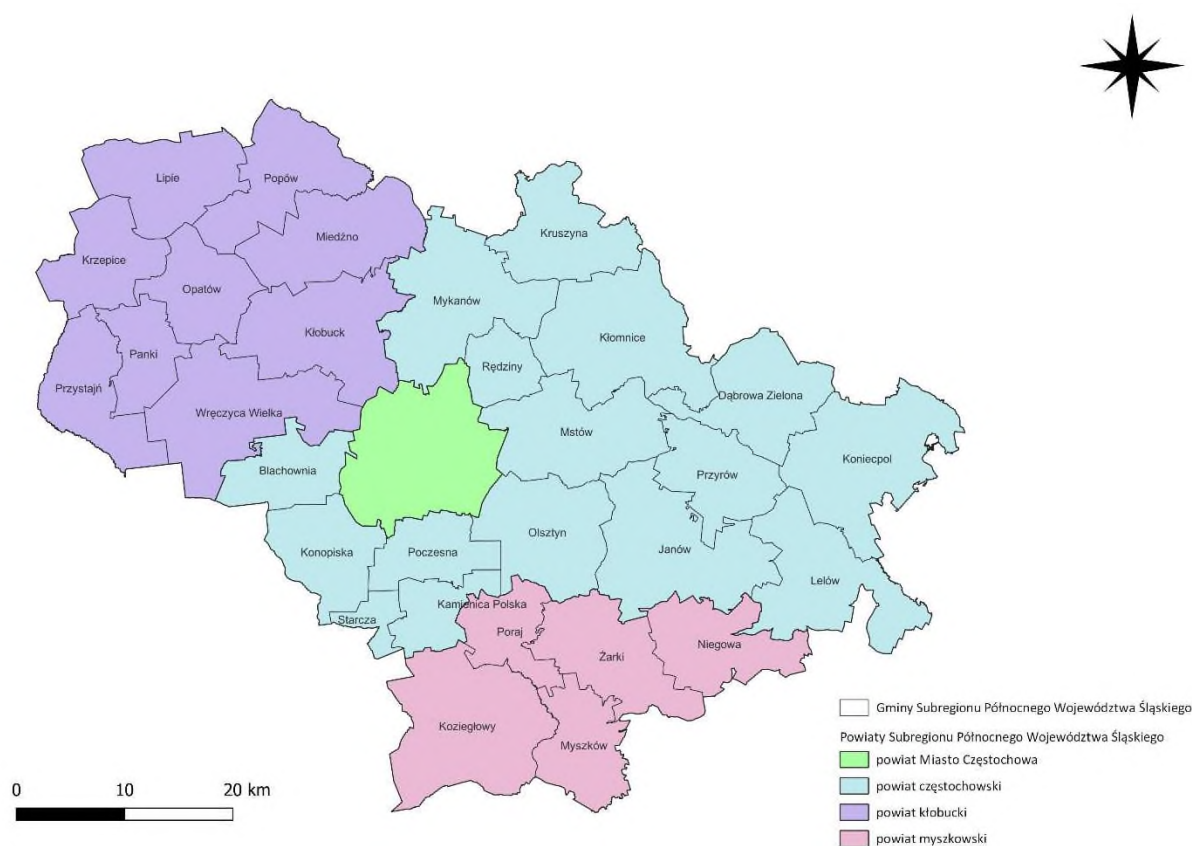 Lipie
Popów
Miedźno
Kruszyna
Krzepice
Opatów
Mykanów
Kłobuck
Kłomnice
Panki
Rędziny
Przystajń
Dąbrowa Zielona
Wręczyca Wielka
Mstów
Koniecpol
Blachownia
Przyrów
Olsztyn
Konopiska
Poczesna
Janów
Lelów
Kamienica Polska
Starcza
Poraj
Niegowa
Żarki
Koziegłowy
Myszków
Gminy Subregionu Północnego Województwa Śląskiego
Powiaty Subregionu Północnego Województwa Śląskiego
powiat Miasto Częstochowa
powiat częstochowski
powiat kłobucki
powiat myszkowski
0 10 20 km